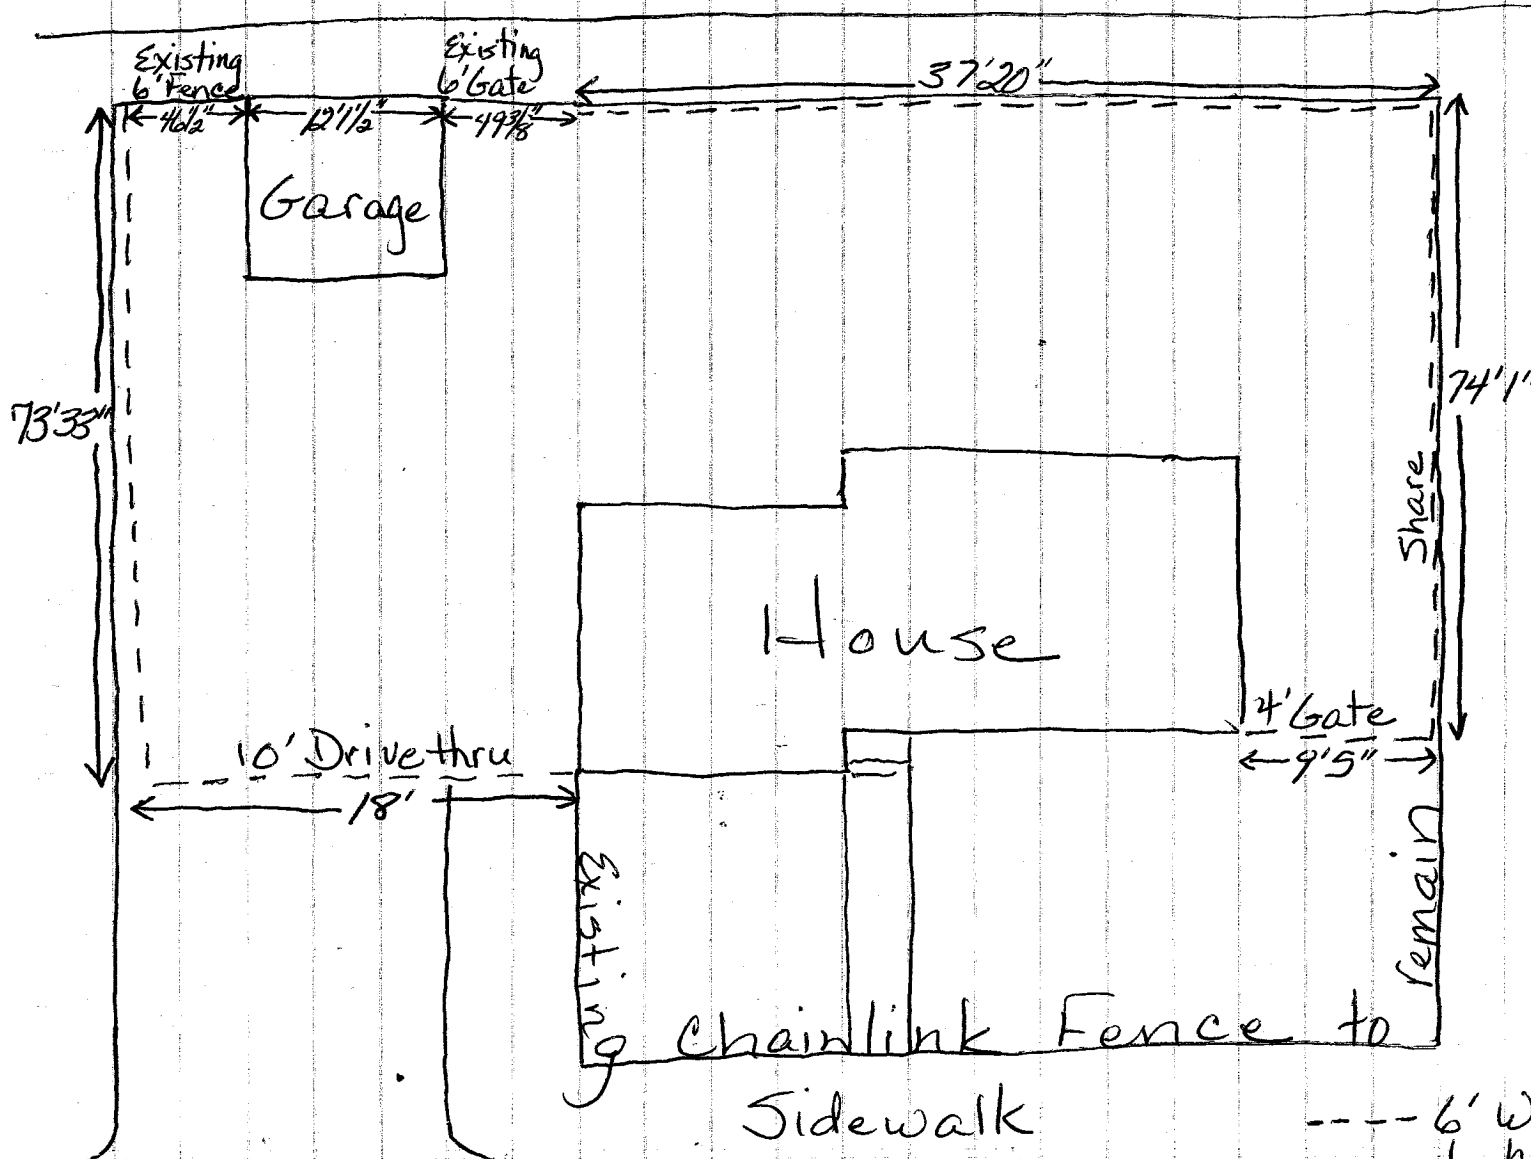 Existing
6' Fence
Existing
6' Gate
37'20"
46 1/2"
12' 1 1/2"
49 3/8"
Garage
73'33"
74'1"
Share
House
4' Gate
9'5"
10' Drive thru
18'
Existing Chainlink Fence to remain
Sidewalk
---- 6' W